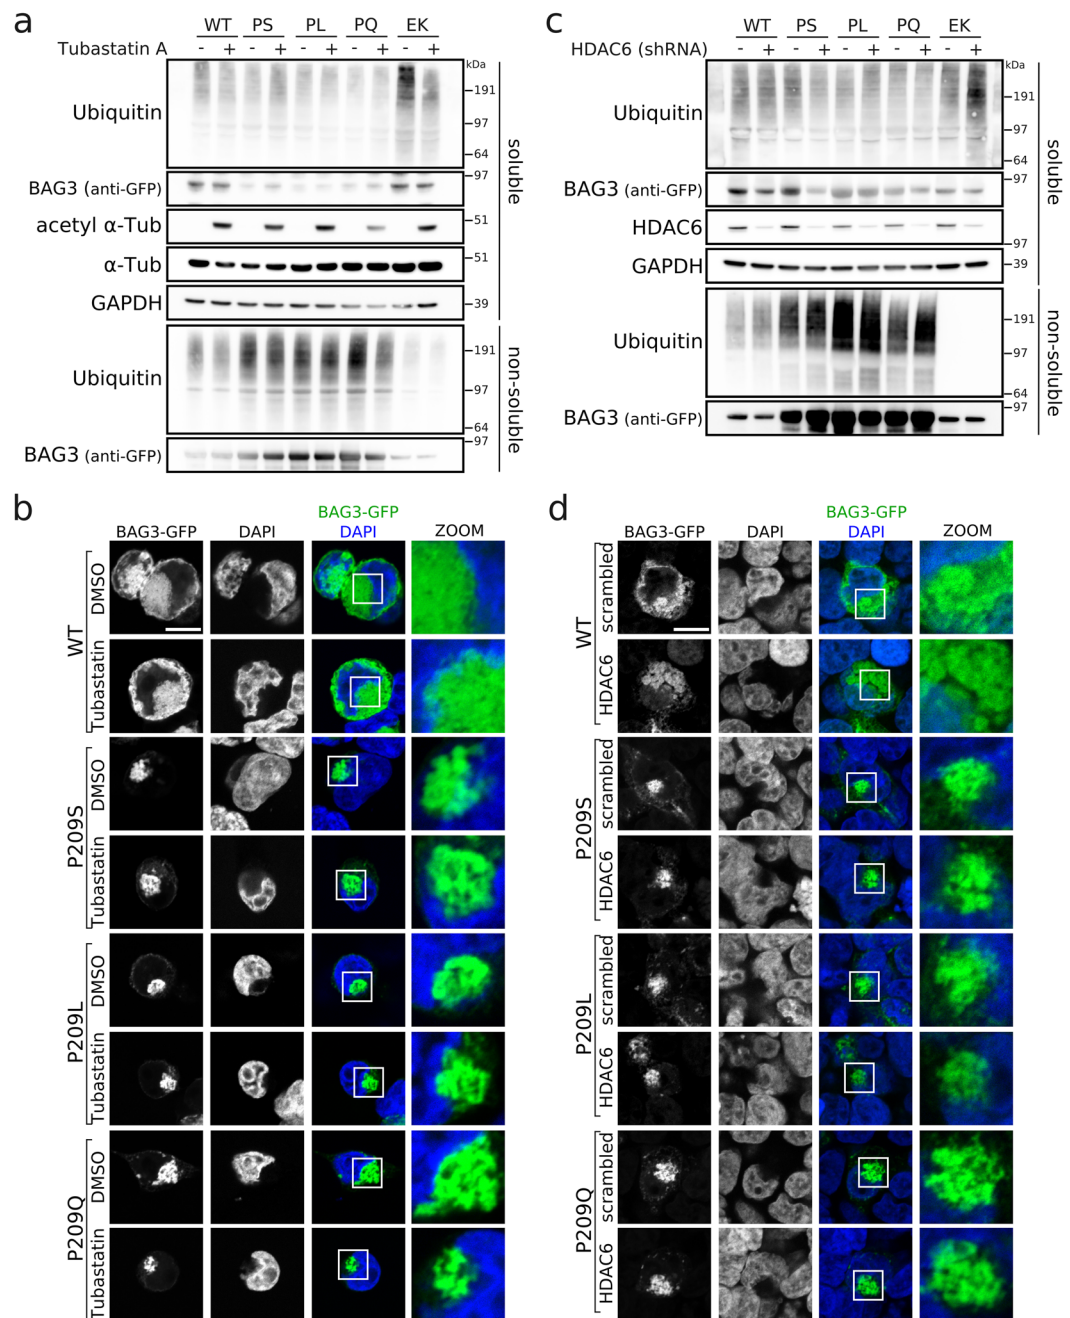 a
WT PS PL PQ EK
Tubastatin A - + - + - + - + - +
kDa
Ubiquitin
191
97
64
BAG3 (anti-GFP)
97
acetyl α-Tub
51
α-Tub
51
GAPDH
39
soluble
Ubiquitin
191
97
64
BAG3 (anti-GFP)
97
non-soluble
c
WT PS PL PQ EK
HDAC6 (shRNA) - + - + - + - + - +
kDa
Ubiquitin
191
97
64
BAG3 (anti-GFP)
97
HDAC6
97
GAPDH
39
soluble
Ubiquitin
191
97
64
BAG3 (anti-GFP)
97
non-soluble
b
BAG3-GFP DAPI BAG3-GFP DAPI ZOOM
WT
DMSO
Tubastatin
P209S
DMSO
Tubastatin
P209L
DMSO
Tubastatin
P209Q
DMSO
Tubastatin
d
BAG3-GFP DAPI BAG3-GFP DAPI ZOOM
WT
scrambled
HDAC6
P209S
scrambled
HDAC6
P209L
scrambled
HDAC6
P209Q
scrambled
HDAC6